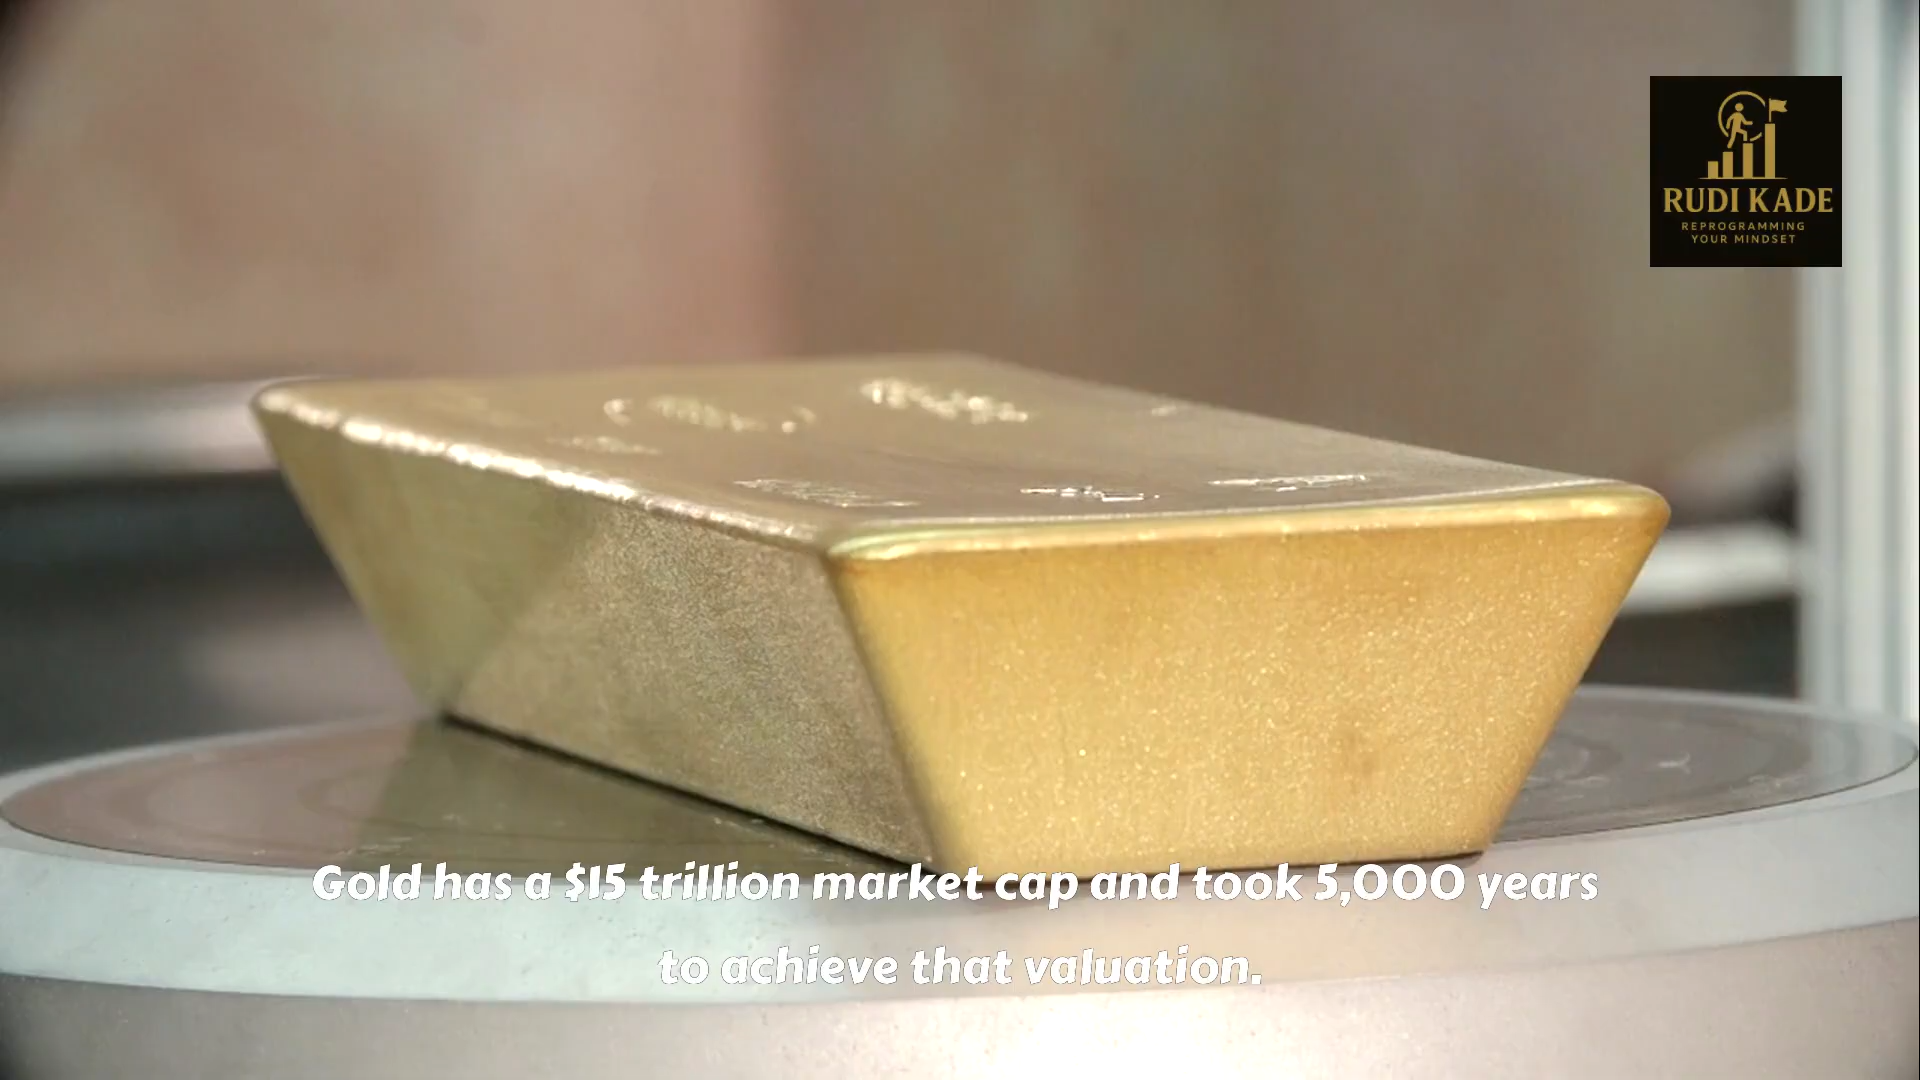 RUDI KADE
REPROGRAMMING
YOUR MINDSET
Gold has a $15 trillion market cap and took 5,000 years
to achieve that valuation.